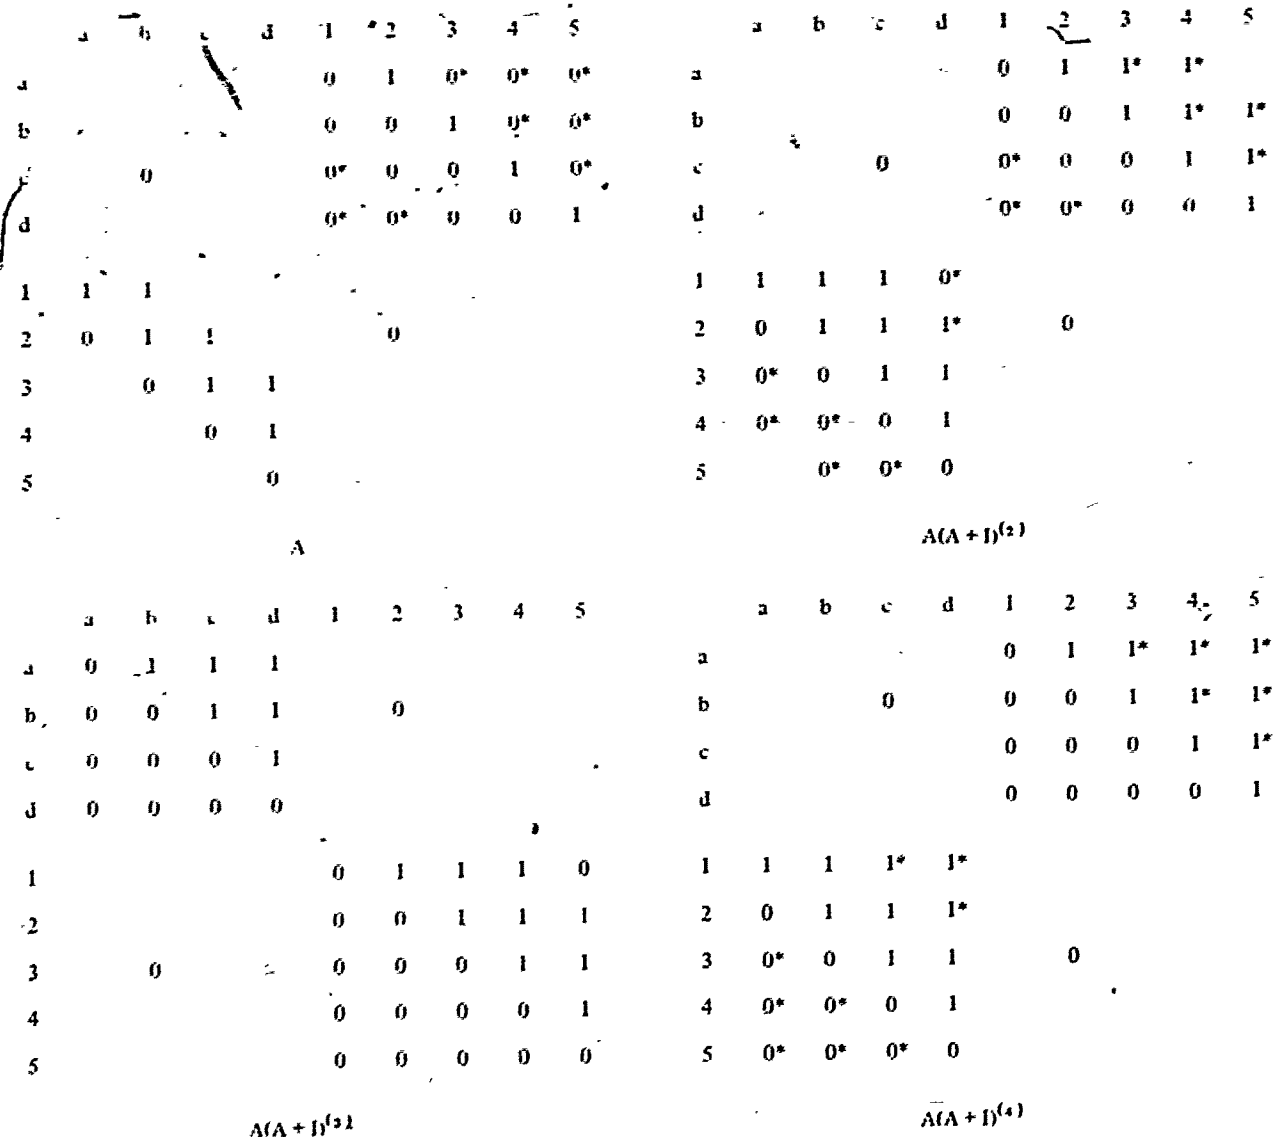 a b c d 1 2 3 4 5
a 0 1 0* 0* 0*
b 0 0 1 0* 0*
c 0 0* 0 0 1 0*
d 0* 0* 0 0 1
1 1 1
2 0 1 1 0
3 0 1 1
4 0 1
5 0
A
a b c d 1 2 3 4 5
a 0 1 1* 1*
b 0 0 1 1* 1*
c 0 0* 0 0 1 1*
d 0* 0* 0 0 1
1 1 1 1 0*
2 0 1 1 1* 0
3 0* 0 1 1
4 0* 0* 0 1
5 0* 0* 0
A(A + I)(2)
a b c d 1 2 3 4 5
a 0 1 1 1
b 0 0 1 1 0
c 0 0 0 1
d 0 0 0 0
1 0 1 1 1 0
2 0 0 1 1 1
3 0 0 0 0 1 1
4 0 0 0 0 1
5 0 0 0 0 0
A(A + I)(3)
a b c d 1 2 3 4 5
a 0 1 1* 1* 1*
b 0 0 0 1 1* 1*
c 0 0 0 1 1*
d 0 0 0 0 1
1 1 1 1* 1*
2 0 1 1 1*
3 0* 0 1 1 0
4 0* 0* 0 1
5 0* 0* 0* 0
A(A + I)(4)